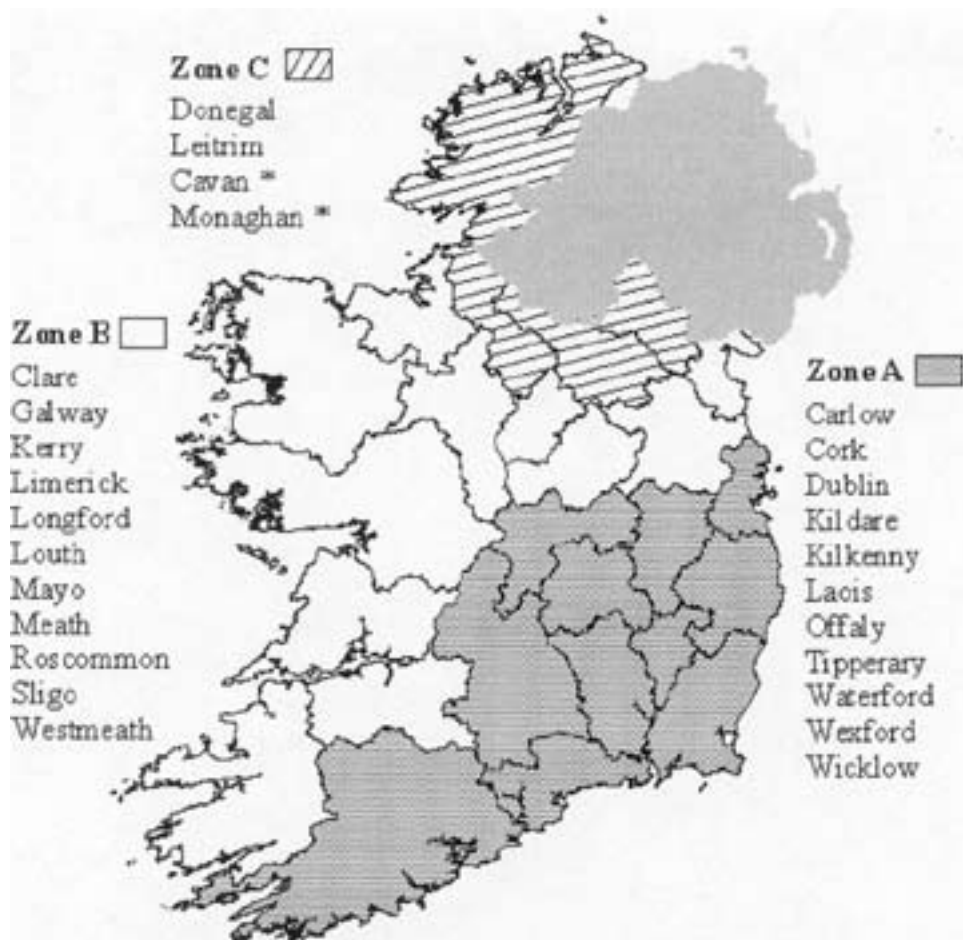 Zone C
Donegal
Leitrim
Cavan *
Monaghan *
Zone B
Clare
Galway
Kerry
Limerick
Longford
Louth
Mayo
Meath
Roscommon
Sligo
Westmeath
Zone A
Carlow
Cork
Dublin
Kildare
Kilkenny
Laois
Offaly
Tipperary
Waterford
Wexford
Wicklow